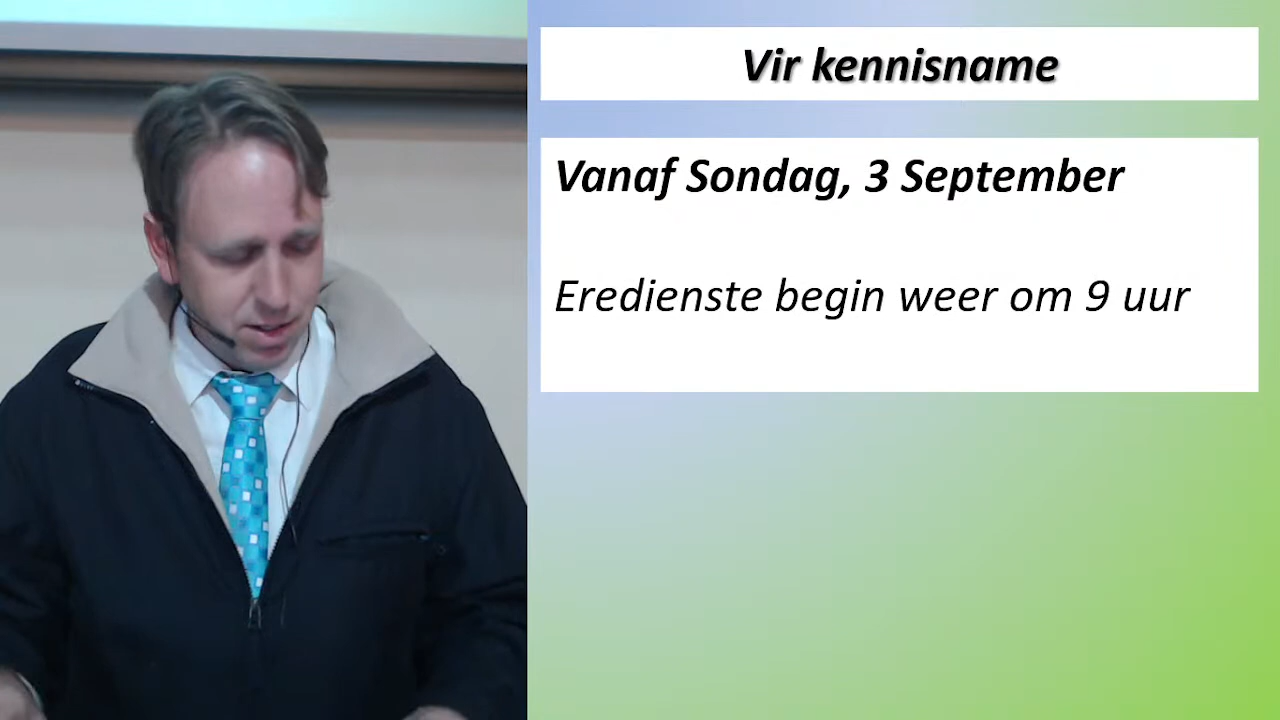 Vir kennisname
Vanaf Sondag, 3 September
Eredienste begin weer om 9 uur